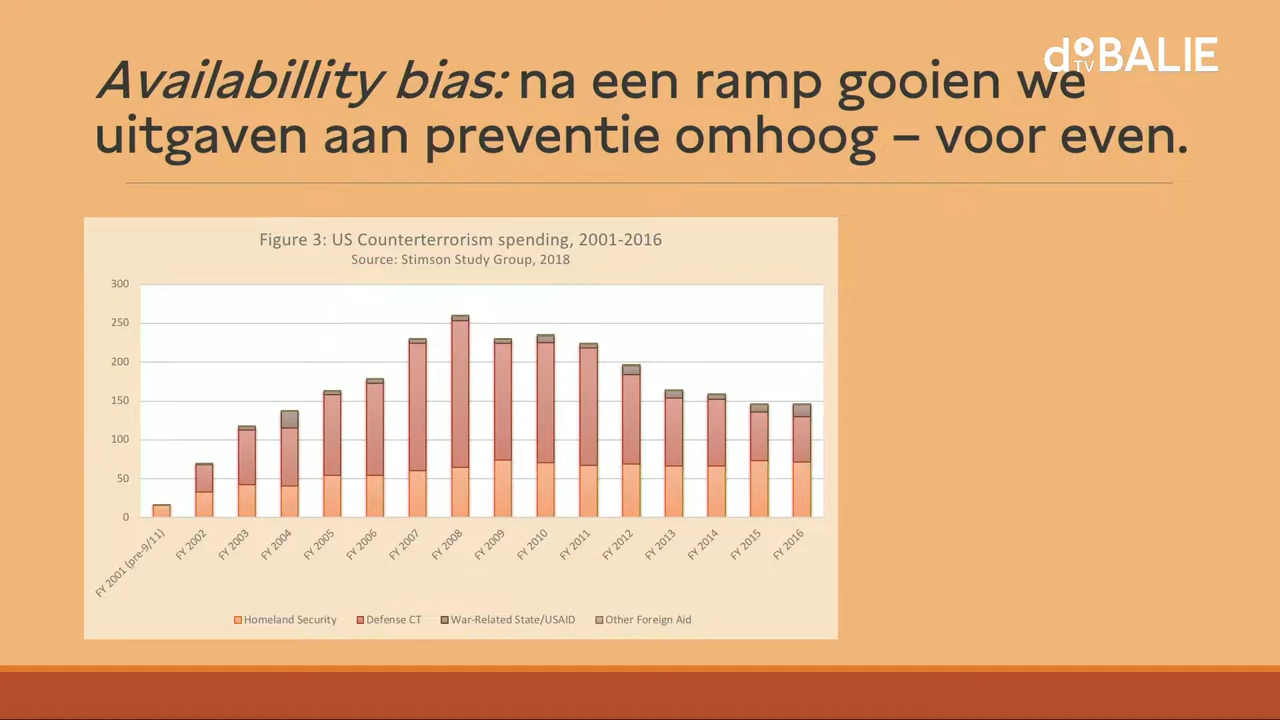 de BALIE
TV
Availabillity bias: na een ramp gooien we
uitgaven aan preventie omhoog – voor even.
Figure 3: US Counterterrorism spending, 2001-2016
Source: Stimson Study Group, 2018
300
250
200
150
100
50
0
FY 2001 (pre-9/11)
FY 2002
FY 2003
FY 2004
FY 2005
FY 2006
FY 2007
FY 2008
FY 2009
FY 2010
FY 2011
FY 2012
FY 2013
FY 2014
FY 2015
FY 2016
Homeland Security
Defense CT
War-Related State/USAID
Other Foreign Aid